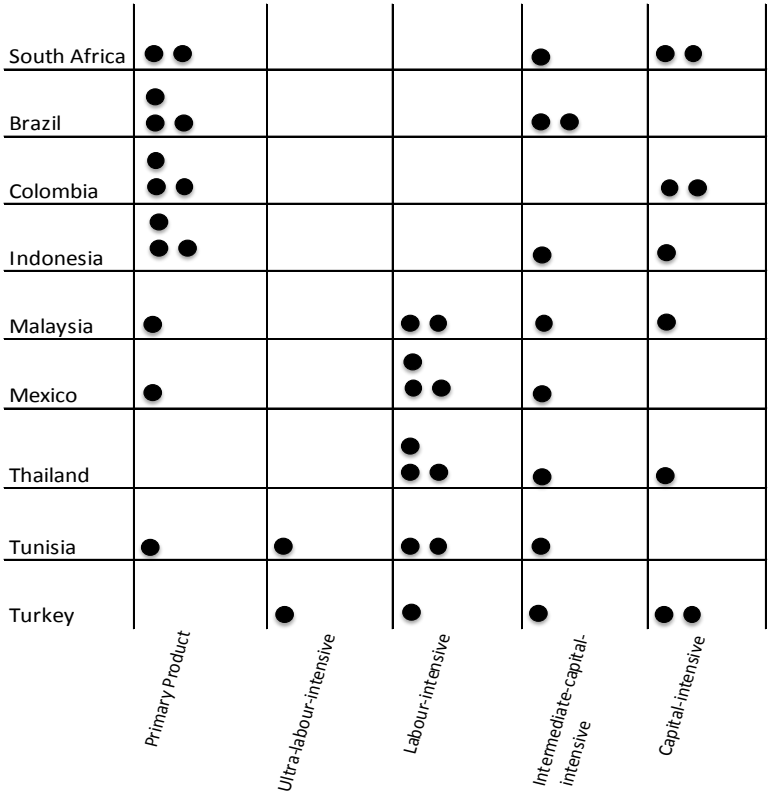 South Africa
Brazil
Colombia
Indonesia
Malaysia
Mexico
Thailand
Tunisia
Turkey
Primary Product
Ultra-labour-intensive
Labour-intensive
Intermediate-capital-
intensive
Capital-intensive